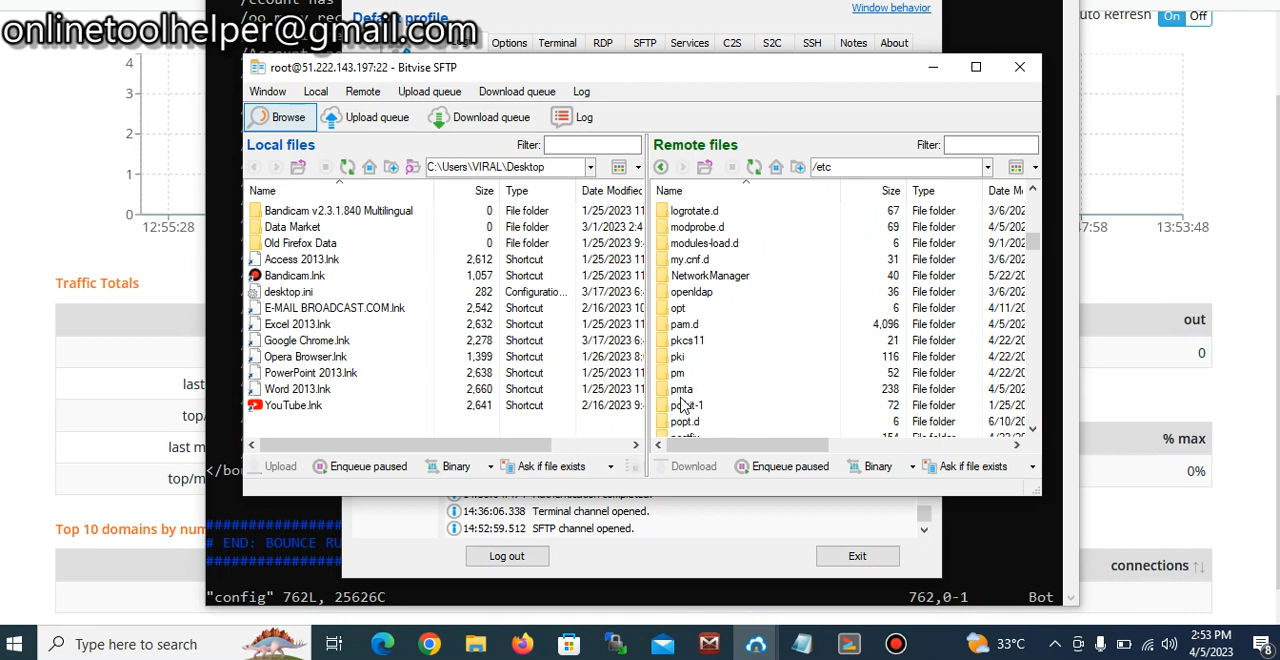 onlinetoolhelper@gmail.com
Window behavior
Auto Refresh On Off
Options Terminal RDP SFTP Services C2S S2C SSH Notes About
root@51.222.143.197:22 - Bitvise SFTP
Window Local Remote Upload queue Download queue Log
Browse Upload queue Download queue Log
Local files Filter:
C:\Users\VIRAL\Desktop
Name Size Type Date Modified
Bandicam v2.3.1.840 Multilingual 0 File folder 1/25/2023 11
Data Market 0 File folder 3/1/2023 2:4
Old Firefox Data 0 File folder 1/25/2023 9:
Access 2013.lnk 2,612 Shortcut 1/25/2023 11
Bandicam.lnk 1,057 Shortcut 1/25/2023 11
desktop.ini 282 Configuratio... 3/17/2023 6:
E-MAIL BROADCAST.COM.lnk 2,542 Shortcut 2/16/2023 10
Excel 2013.lnk 2,632 Shortcut 1/25/2023 11
Google Chrome.lnk 2,278 Shortcut 3/17/2023 6:
Opera Browser.lnk 1,399 Shortcut 1/26/2023 8:
PowerPoint 2013.lnk 2,638 Shortcut 1/25/2023 11
Word 2013.lnk 2,660 Shortcut 1/25/2023 11
YouTube.lnk 2,641 Shortcut 2/16/2023 9:
Upload Enqueue paused Binary Ask if file exists
Remote files Filter:
/etc
Name Size Type Date M
logrotate.d 67 File folder 3/6/202
modprobe.d 69 File folder 4/5/202
modules-load.d 6 File folder 9/1/202
my.cnf.d 31 File folder 3/6/202
NetworkManager 40 File folder 5/22/20
openldap 36 File folder 3/6/202
opt 6 File folder 4/11/20
pam.d 4,096 File folder 4/5/202
pkcs11 21 File folder 4/22/20
pki 116 File folder 4/22/20
pm 52 File folder 4/22/20
pmta 238 File folder 4/5/202
72 File folder 1/25/20
popt.d 6 File folder 6/10/20
Download Enqueue paused Binary Ask if file exists
14:36:06.338 Terminal channel opened.
14:52:59.512 SFTP channel opened.
Log out Exit
4
3
2
1
0
12:55:28
47:58 13:53:48
Traffic Totals
out
0
last
top/
last m
top/m
% max
0%
Top 10 domains by num
connections
# END: BOUNCE RU
"config" 762L, 25626C 762,0-1 Bot
Type here to search
33°C
2:53 PM
4/5/2023
8